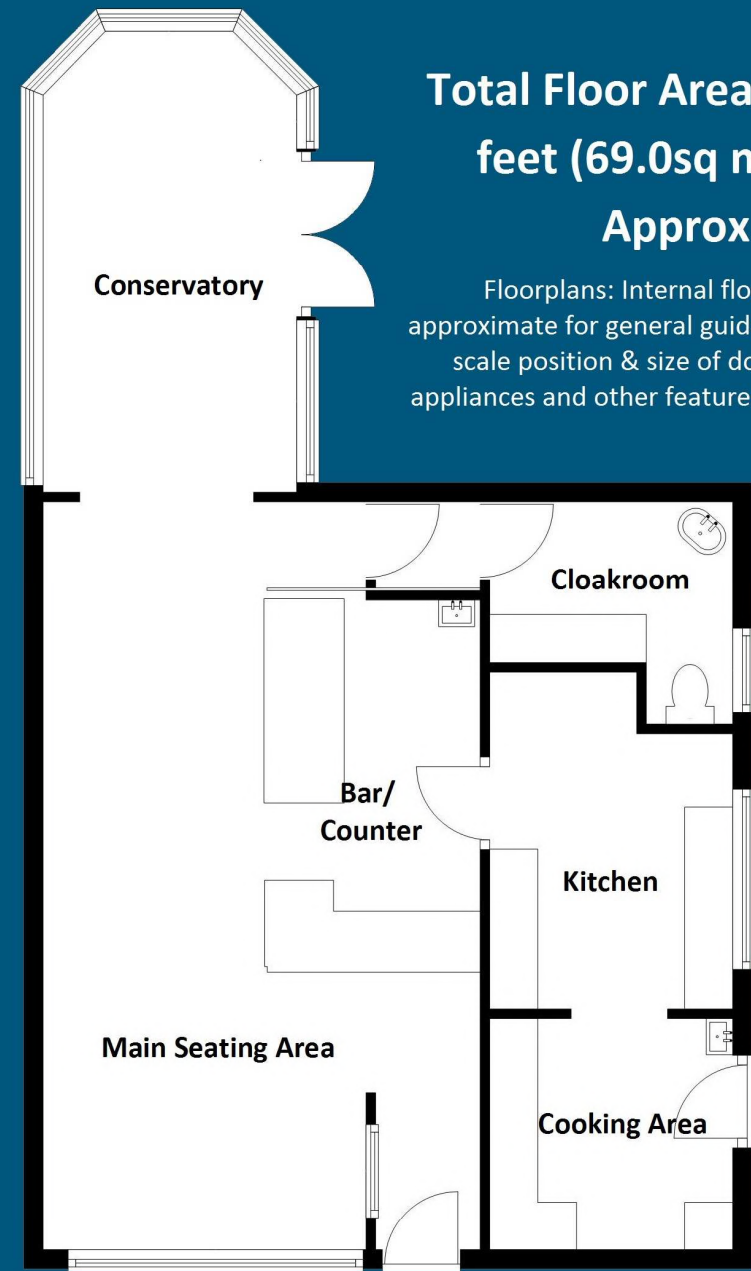 Total Floor Area
feet (69.0sq m
Approx
Floorplans: Internal flo
approximate for general guid
scale position & size of do
appliances and other feature
Conservatory
Cloakroom
Bar/
Counter
Kitchen
Main Seating Area
Cooking Area